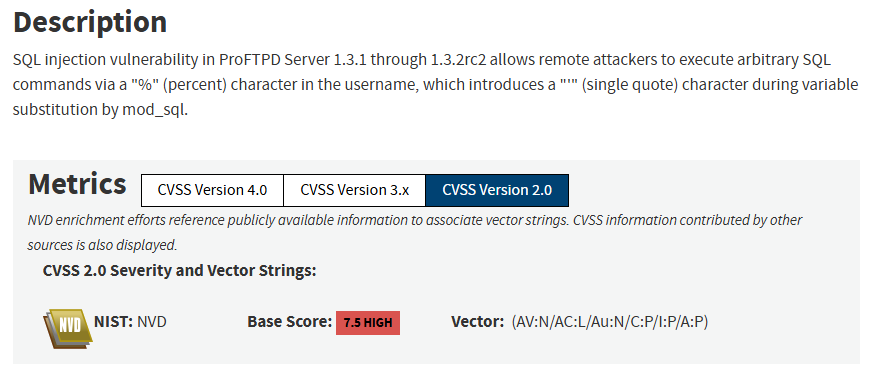 Description
SQL injection vulnerability in ProFTPD Server 1.3.1 through 1.3.2rc2 allows remote attackers to execute arbitrary SQL
commands via a "%" (percent) character in the username, which introduces a "'" (single quote) character during variable
substitution by mod_sql.
Metrics CVSS Version 4.0 CVSS Version 3.x CVSS Version 2.0
NVD enrichment efforts reference publicly available information to associate vector strings. CVSS information contributed by other
sources is also displayed.
CVSS 2.0 Severity and Vector Strings:
NVD NIST: NVD Base Score: 7.5 HIGH Vector: (AV:N/AC:L/Au:N/C:P/I:P/A:P)